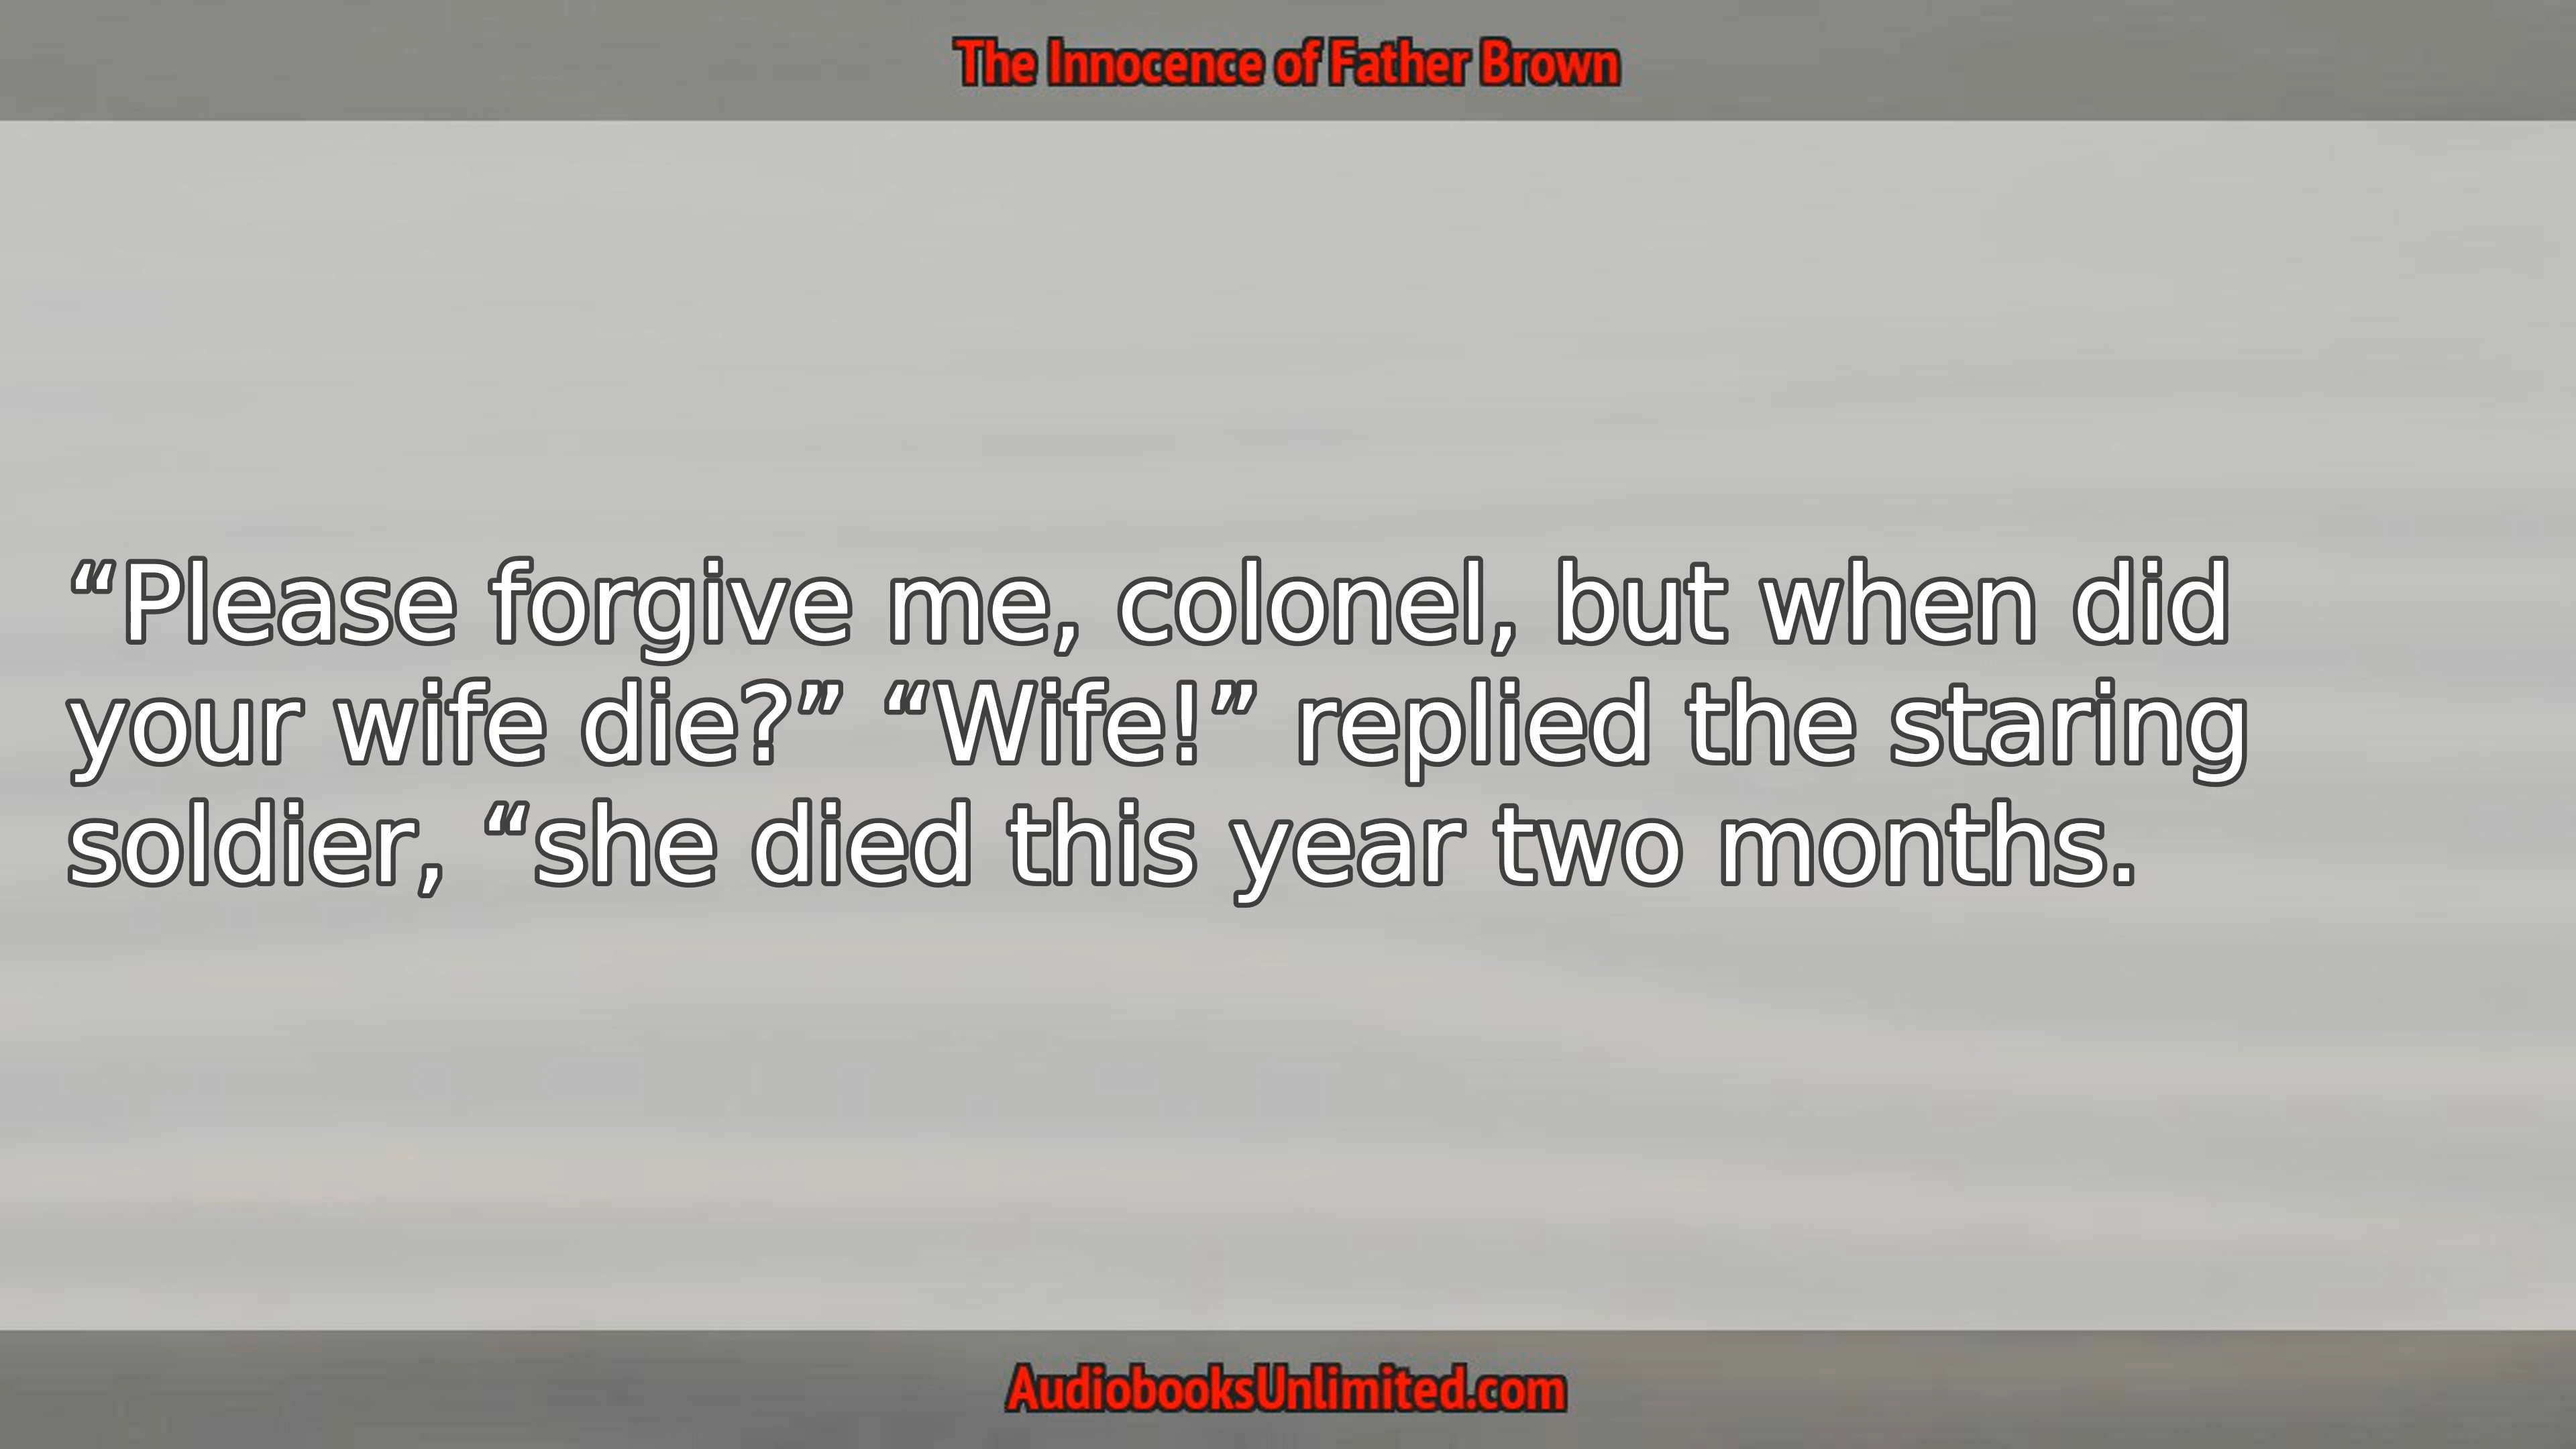 The Innocence of Father Brown
“Please forgive me, colonel, but when did
your wife die?” “Wife!” replied the staring
soldier, “she died this year two months.
AudiobooksUnlimited.com